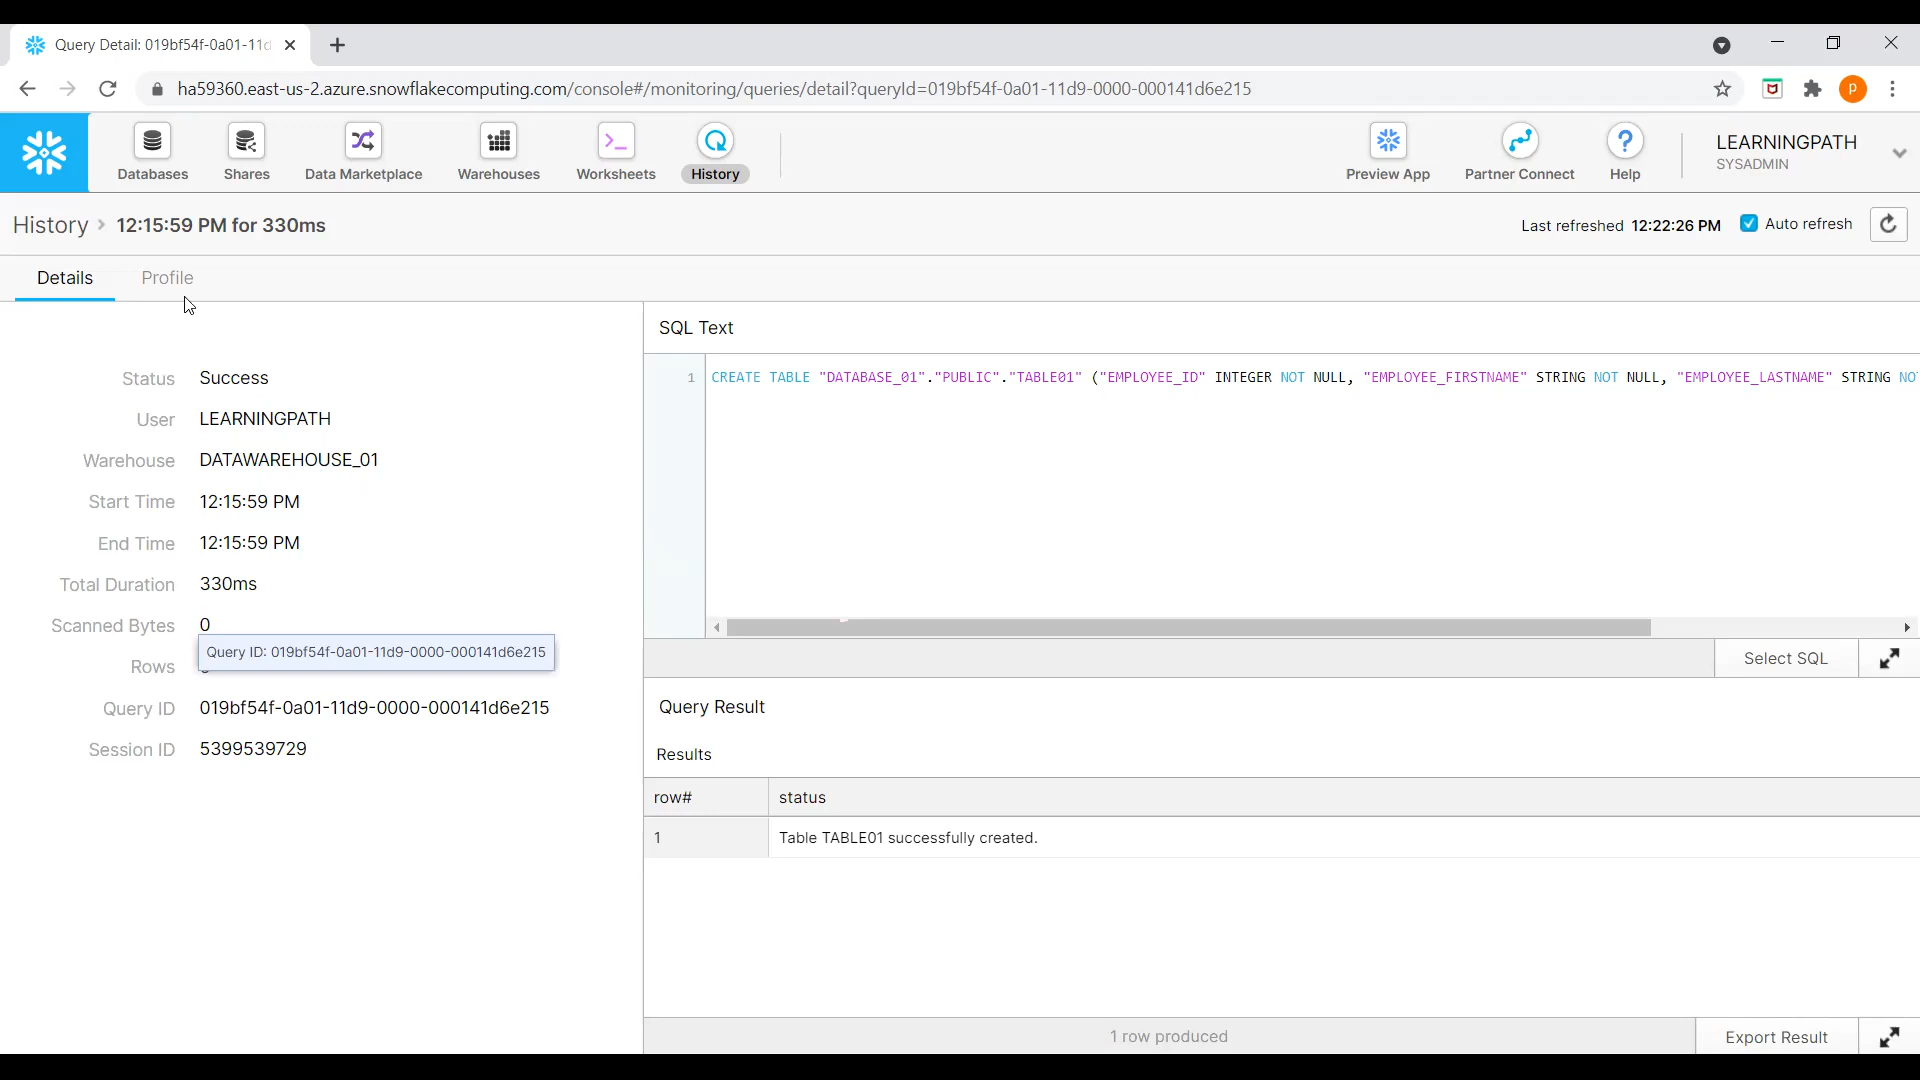 Query Detail: 019bf54f-0a01-11d
ha59360.east-us-2.azure.snowflakecomputing.com/console#/monitoring/queries/detail?queryId=019bf54f-0a01-11d9-0000-000141d6e215
P
Databases
Shares
Data Marketplace
Warehouses
Worksheets
History
Preview App
Partner Connect
Help
LEARNINGPATH
SYSADMIN
History > 12:15:59 PM for 330ms
Last refreshed 12:22:26 PM
Auto refresh
Details
Profile
Status Success
User LEARNINGPATH
Warehouse DATAWAREHOUSE_01
Start Time 12:15:59 PM
End Time 12:15:59 PM
Total Duration 330ms
Scanned Bytes 0
Query ID: 019bf54f-0a01-11d9-0000-000141d6e215
Rows
Query ID 019bf54f-0a01-11d9-0000-000141d6e215
Session ID 5399539729
SQL Text
1 CREATE TABLE "DATABASE_01"."PUBLIC"."TABLE01" ("EMPLOYEE_ID" INTEGER NOT NULL, "EMPLOYEE_FIRSTNAME" STRING NOT NULL, "EMPLOYEE_LASTNAME" STRING NO
Select SQL
Query Result
Results
row# status
1 Table TABLE01 successfully created.
1 row produced
Export Result